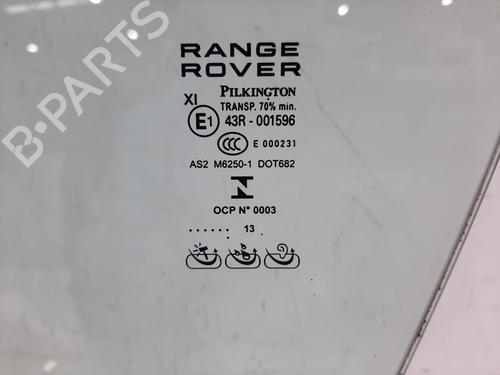 RANGE
ROVER
PILKINGTON
XI
TRANSP. 70% min.
E1
43R - 001596
CCC
E 000231
AS2 M6250-1 DOT682
N
OCP N° 0003
...... 13
B-PARTS